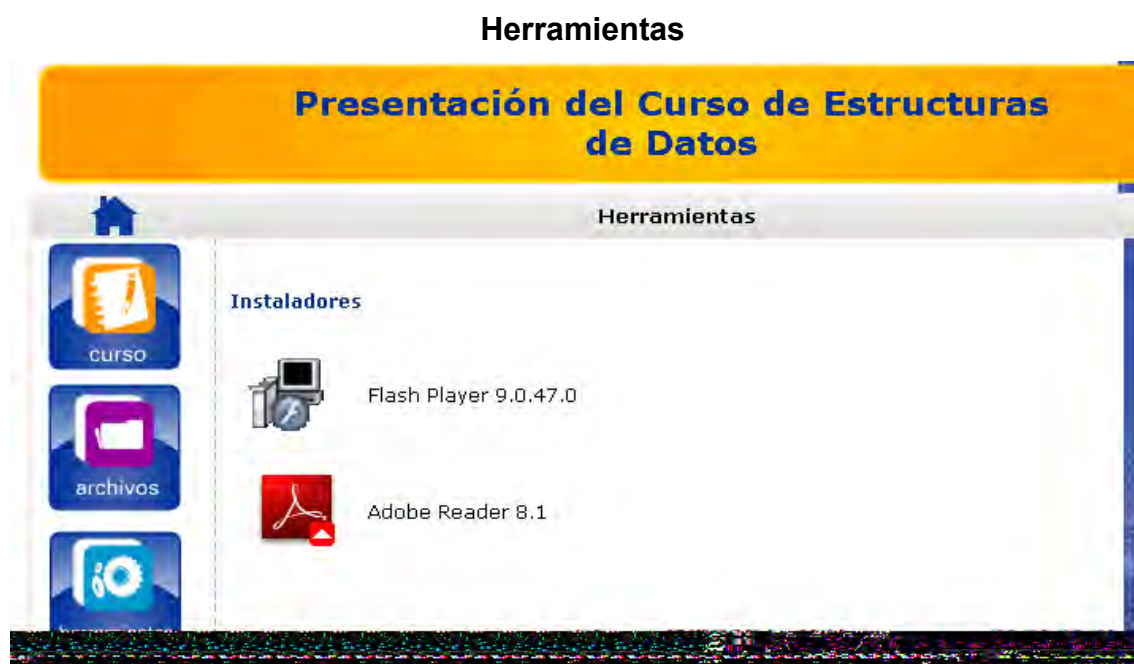 Herramientas
Presentación del Curso de Estructuras
de Datos
Herramientas
curso
Instaladores
Flash Player 9.0.47.0
archivos
Adobe Reader 8.1